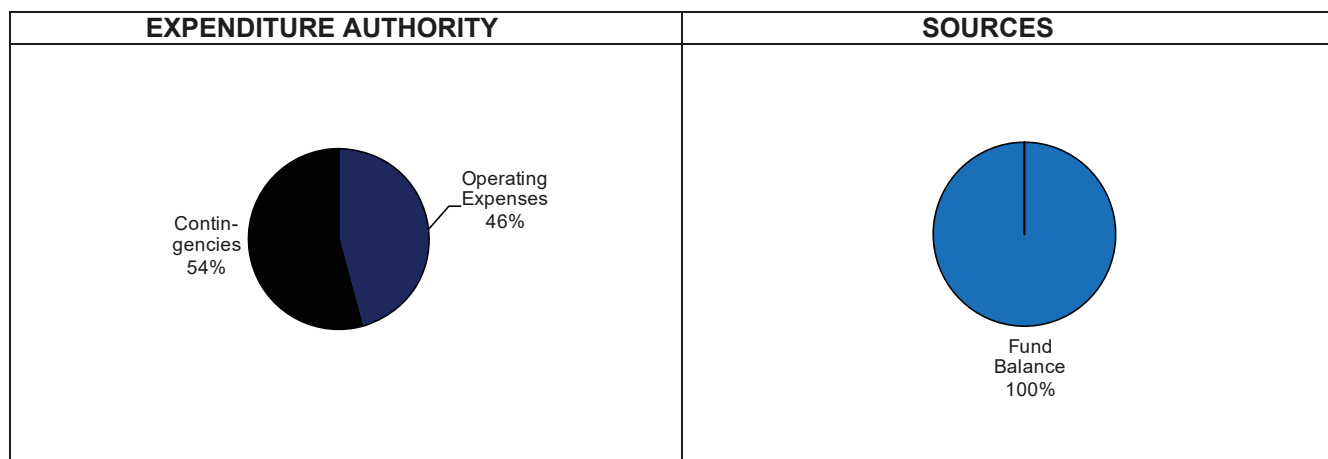 EXPENDITURE AUTHORITY
SOURCES
Operating
Expenses
46%
Contin-
gencies
54%
Fund
Balance
100%